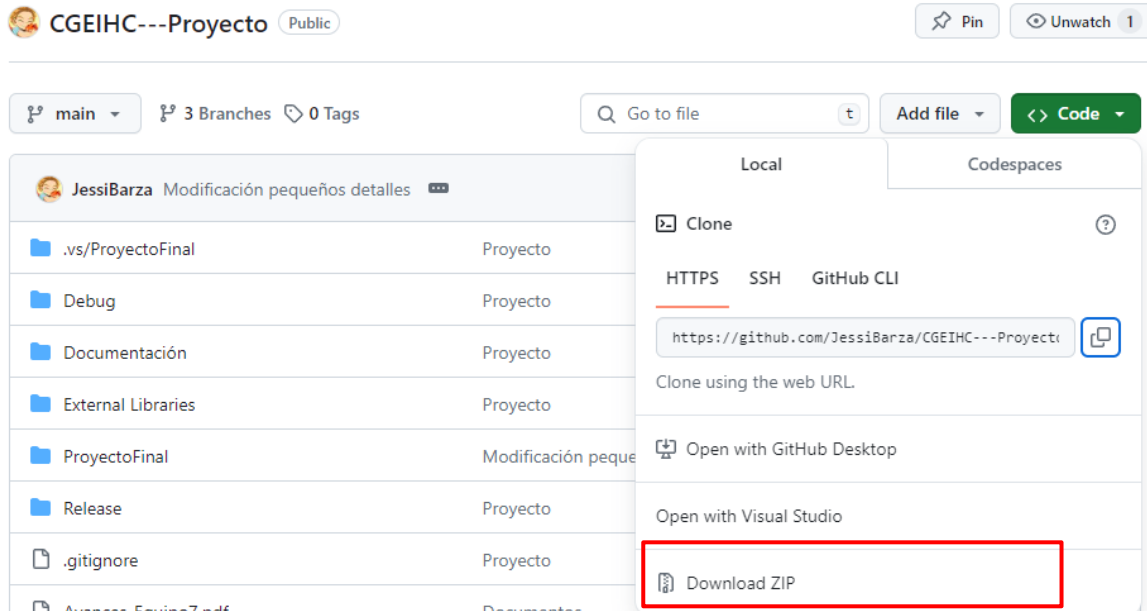 CGEIHC---Proyecto Public
Pin
Unwatch 1
main
3 Branches
0 Tags
Go to file t
Add file
<> Code
JessiBarza Modificación pequeños detalles
.vs/ProyectoFinal Proyecto
Debug Proyecto
Documentación Proyecto
External Libraries Proyecto
ProyectoFinal Modificación peque
Release Proyecto
.gitignore Proyecto
Avances_Equipo7.pdf Documentos
Local Codespaces
Clone
HTTPS SSH GitHub CLI
https://github.com/JessiBarza/CGEIHC---Proyect
Clone using the web URL.
Open with GitHub Desktop
Open with Visual Studio
Download ZIP